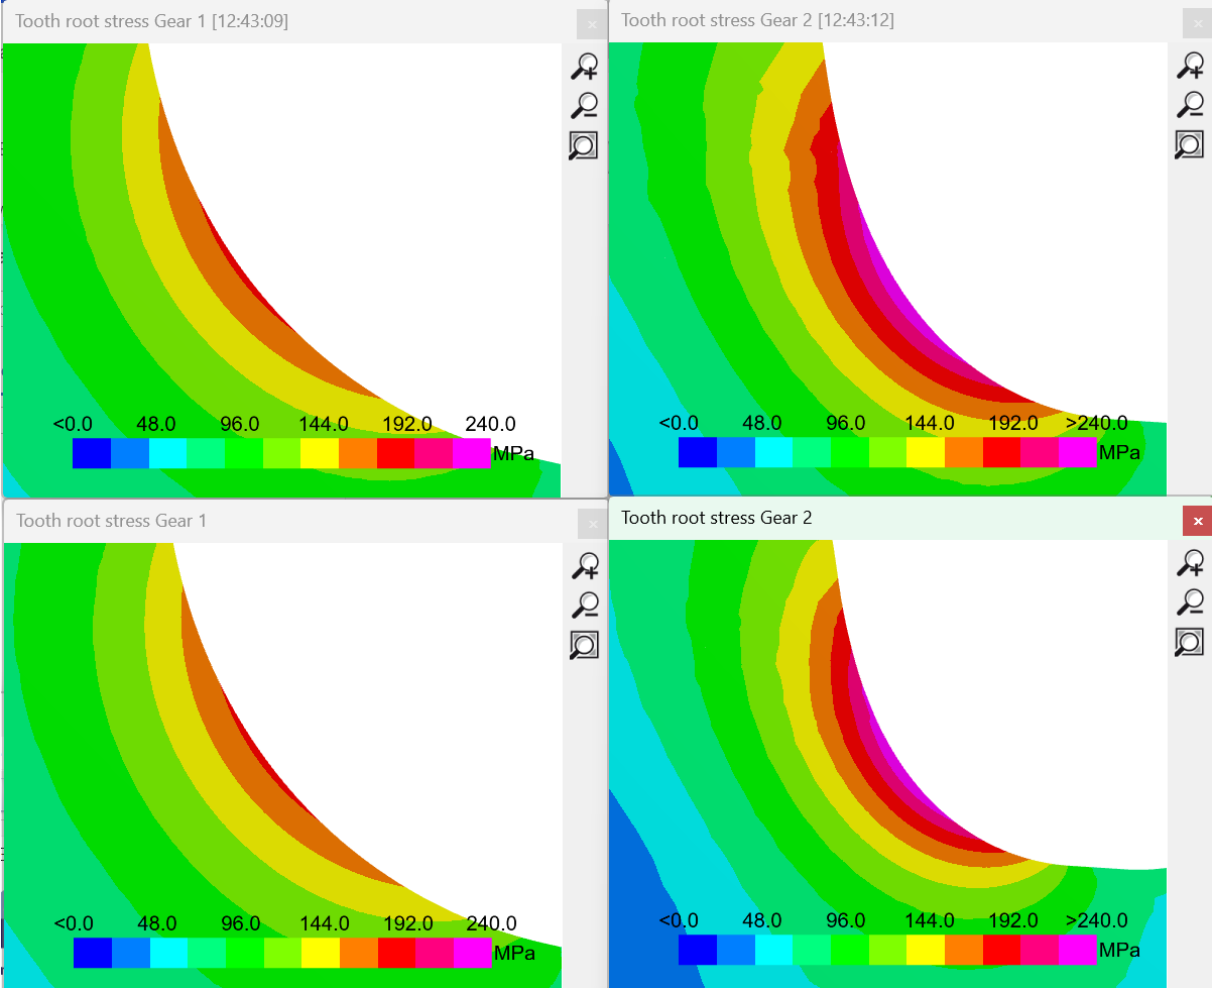 Tooth root stress Gear 1 [12:43:09]
<0.0 48.0 96.0 144.0 192.0 240.0
MPa
Tooth root stress Gear 2 [12:43:12]
<0.0 48.0 96.0 144.0 192.0 >240.0
MPa
Tooth root stress Gear 1
<0.0 48.0 96.0 144.0 192.0 240.0
MPa
Tooth root stress Gear 2
<0.0 48.0 96.0 144.0 192.0 >240.0
MPa